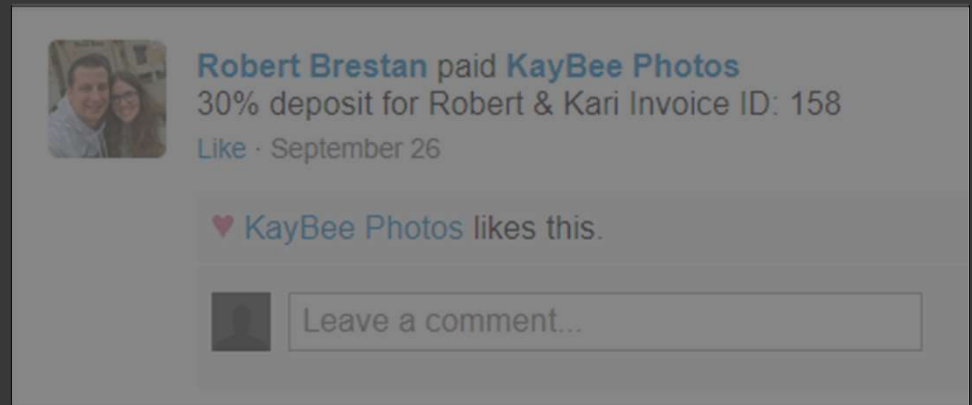 Robert Brestan paid KayBee Photos
30% deposit for Robert & Kari Invoice ID: 158
Like · September 26
♥ KayBee Photos likes this.
Leave a comment...